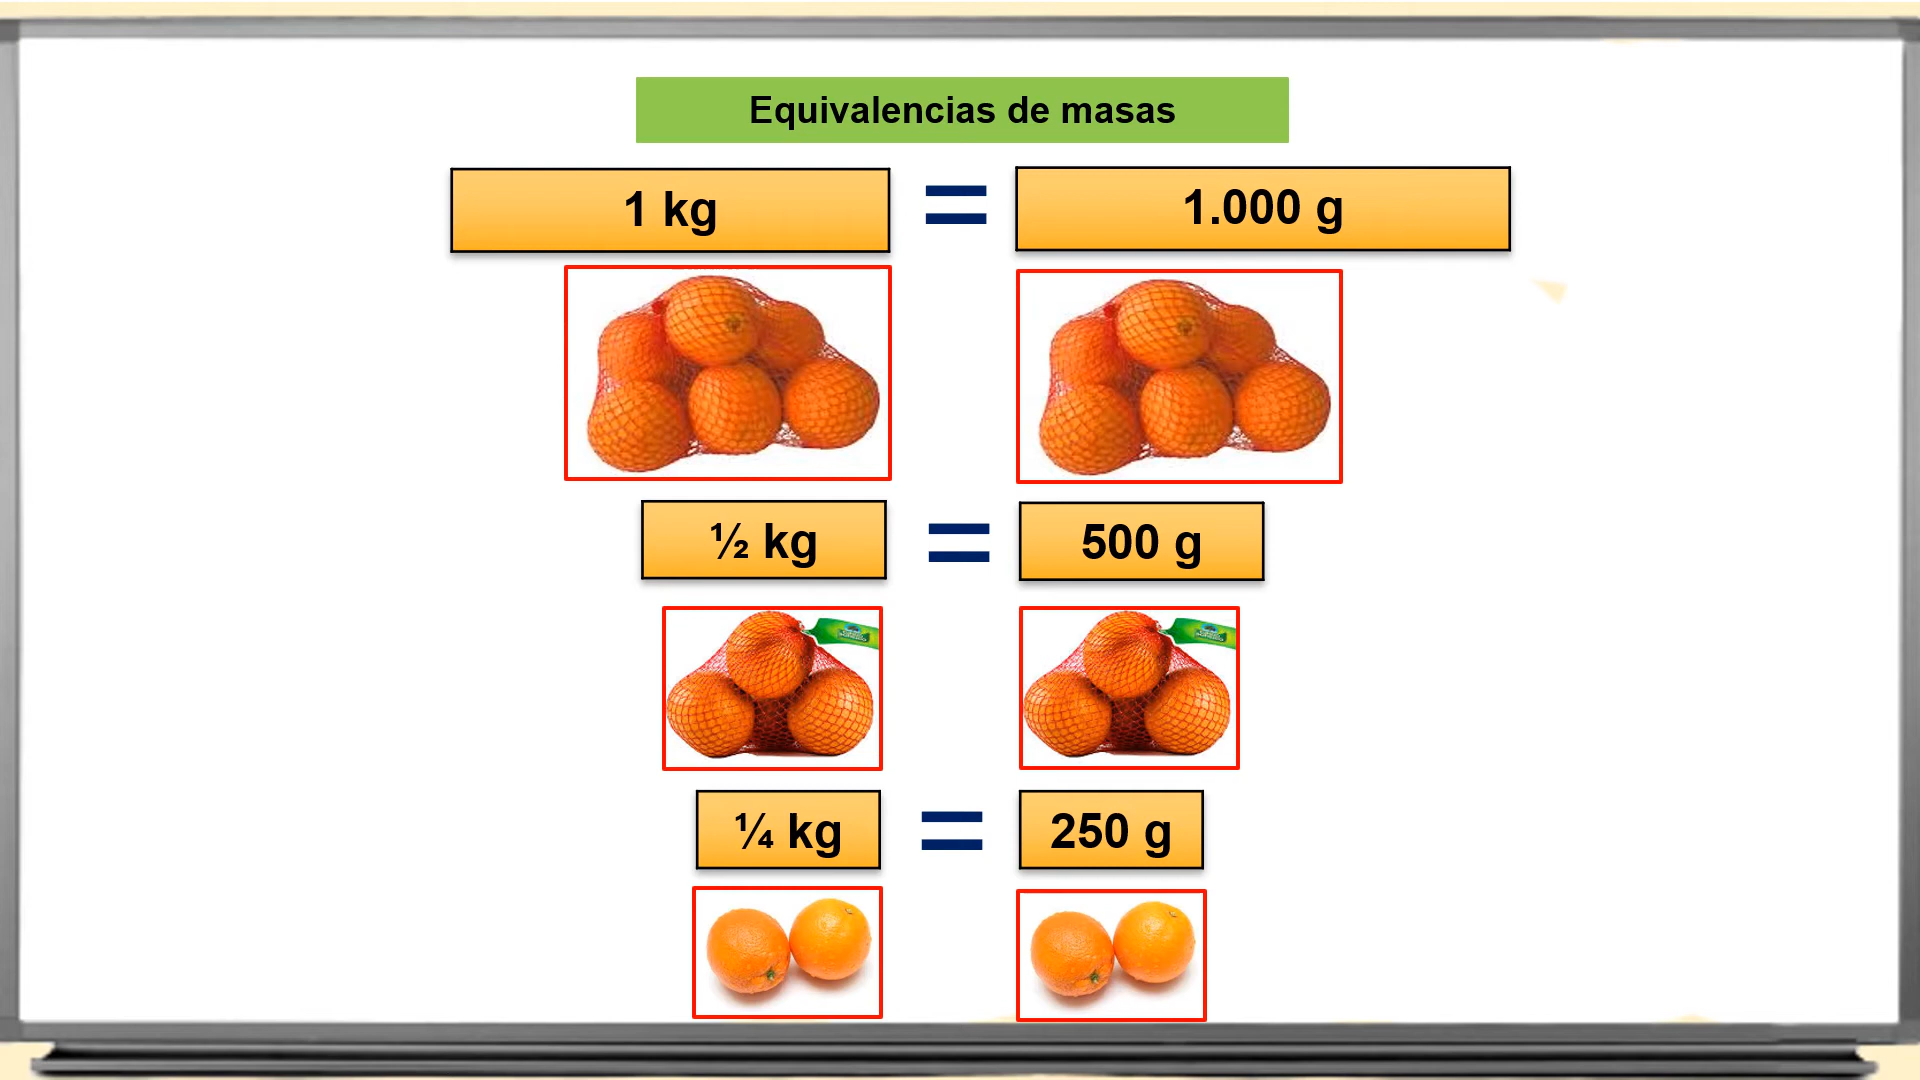 Equivalencias de masas
1 kg = 1.000 g
½ kg = 500 g
¼ kg = 250 g